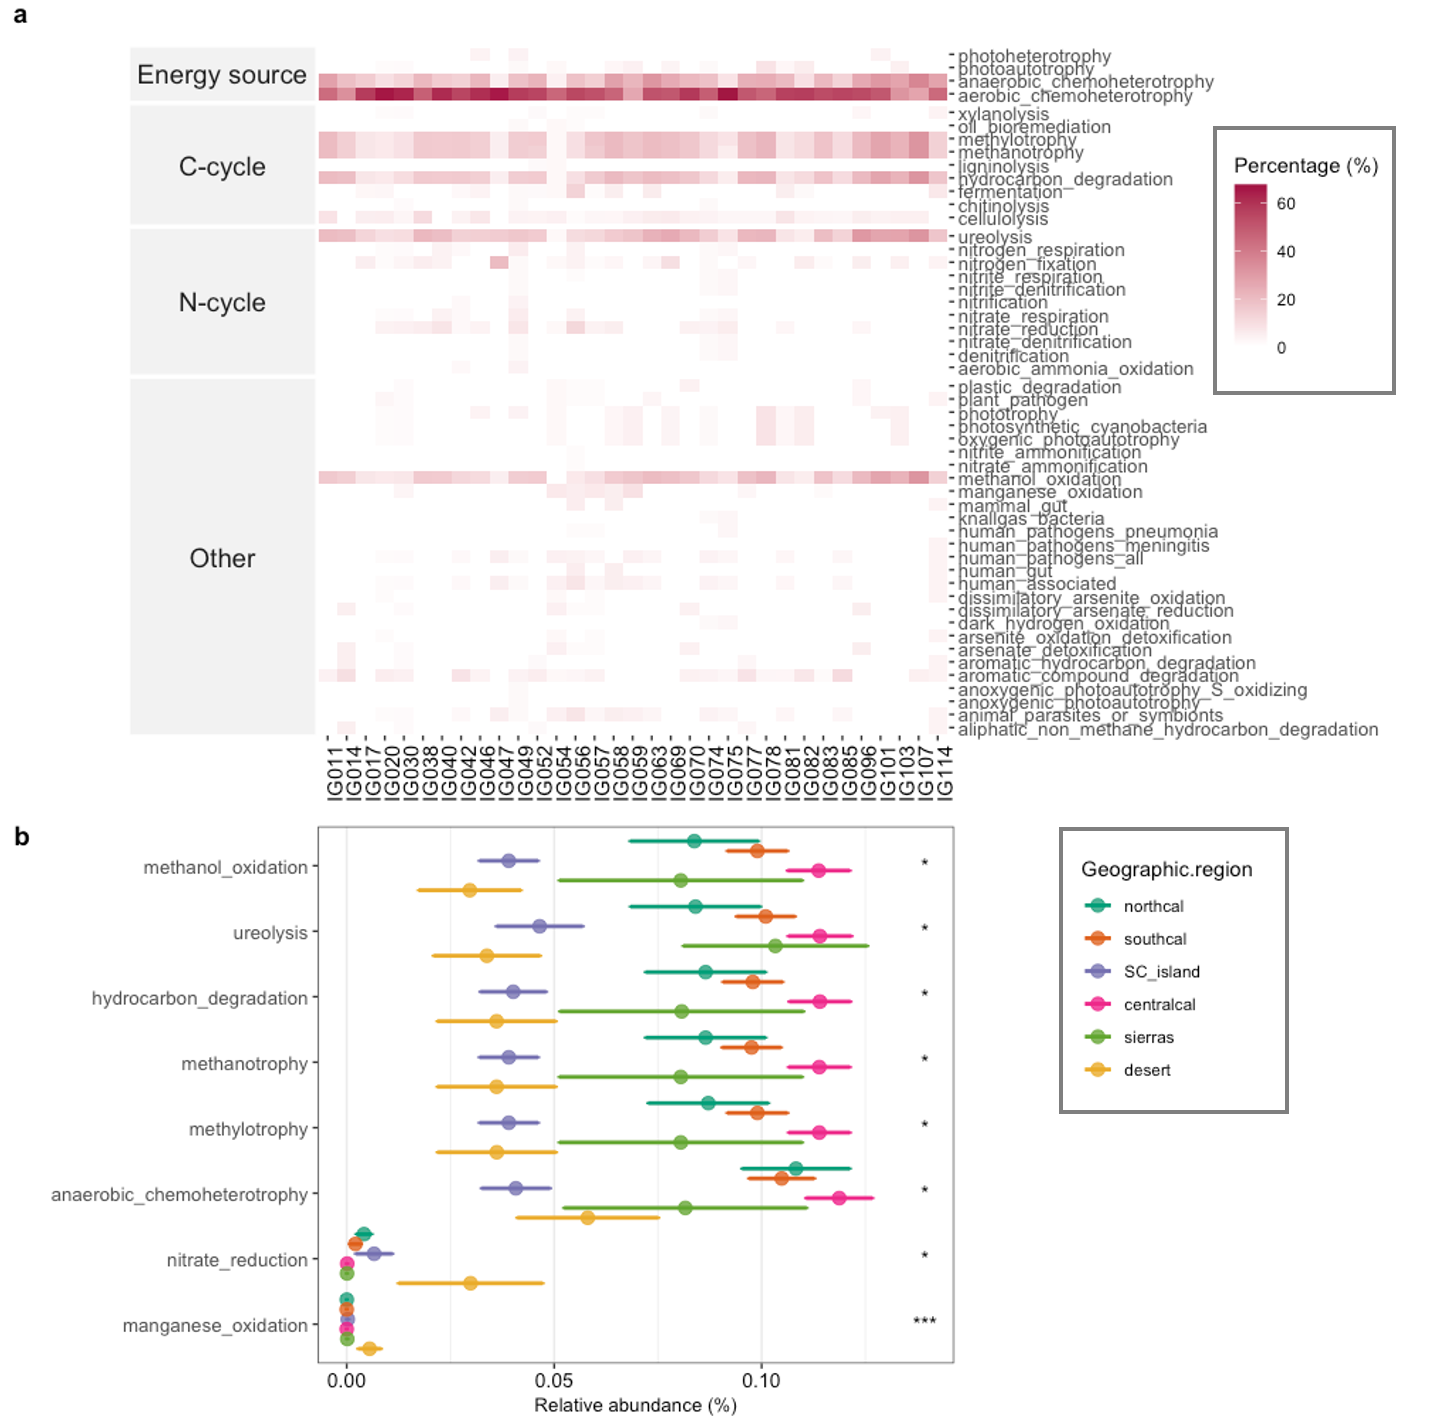 a
Energy source
C-cycle
N-cycle
Other
photoheterotrophy
photoautotrophy
anaerobic_chemoheterotrophy
aerobic_chemoheterotrophy
xylanolysis
oil_bioremediation
methylotrophy
methanotrophy
ligninolysis
hydrocarbon_degradation
fermentation
chitinolysis
cellulolysis
ureolysis
nitrogen_respiration
nitrogen_fixation
nitrite_respiration
nitrite_denitrification
nitrification
nitrate_respiration
nitrate_reduction
nitrate_denitrification
denitrification
aerobic_ammonia_oxidation
plastic_degradation
plant_pathogen
phototrophy
photosynthetic_cyanobacteria
oxygenic_photoautotrophy
nitrite_ammonification
nitrate_ammonification
methanol_oxidation
manganese_oxidation
mammal_gut
knallgas_bacteria
human_pathogens_pneumonia
human_pathogens_meningitis
human_pathogens_all
human_gut
human_associated
dissimilatory_arsenite_oxidation
dissimilatory_arsenate_reduction
dark_hydrogen_oxidation
arsenite_oxidation_detoxification
arsenate_detoxification
aromatic_hydrocarbon_degradation
aromatic_compound_degradation
anoxygenic_photoautotrophy_S_oxidizing
anoxygenic_photoautotrophy
animal_parasites_or_symbionts
aliphatic_non_methane_hydrocarbon_degradation
Percentage (%)
60
40
20
0
IG011
IG014
IG017
IG020
IG030
IG038
IG040
IG042
IG046
IG047
IG049
IG052
IG054
IG056
IG057
IG058
IG059
IG063
IG069
IG070
IG074
IG075
IG077
IG078
IG081
IG082
IG083
IG085
IG096
IG101
IG103
IG107
IG114
b
methanol_oxidation *
ureolysis *
hydrocarbon_degradation *
methanotrophy *
methylotrophy *
anaerobic_chemoheterotrophy *
nitrate_reduction *
manganese_oxidation ***
0.00 0.05 0.10
Relative abundance (%)
Geographic.region
northcal
southcal
SC_island
centralcal
sierras
desert